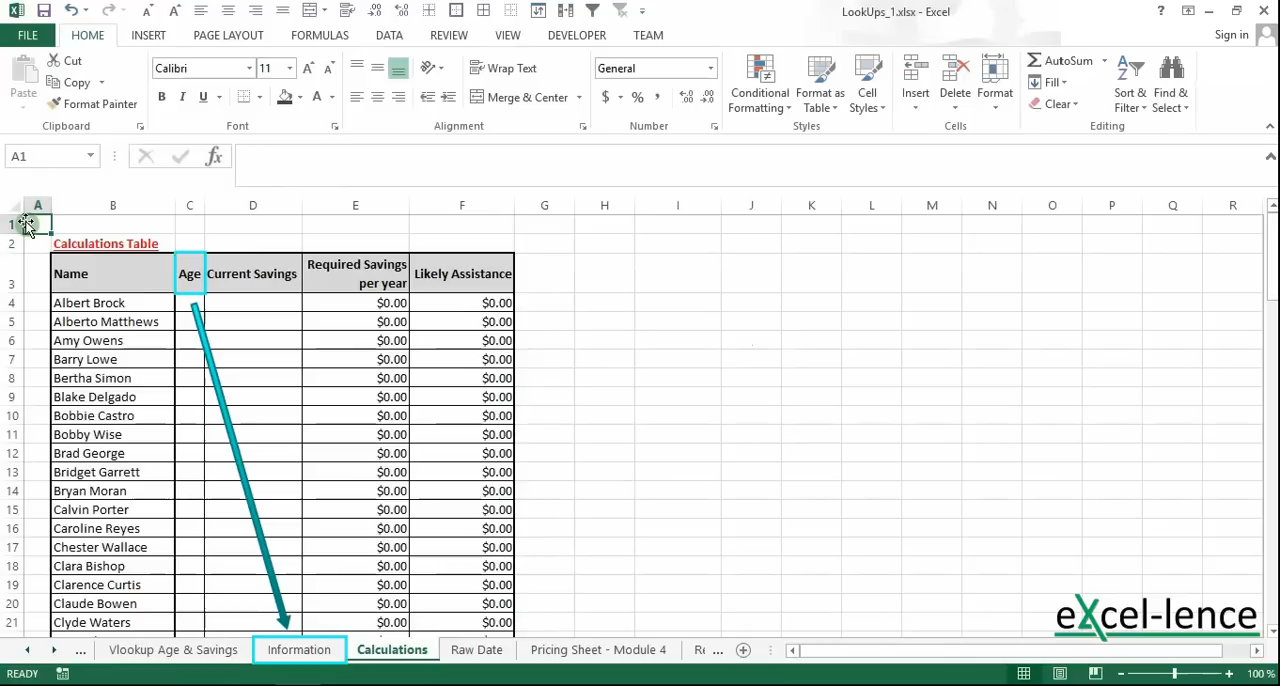 LookUps_1.xlsx - Excel
?
FILE HOME INSERT PAGE LAYOUT FORMULAS DATA REVIEW VIEW DEVELOPER TEAM Sign in
Paste
Cut
Copy
Format Painter
Clipboard
Calibri 11
B I U
Font
Wrap Text
Merge & Center
Alignment
General
$ % ,
Number
Conditional Formatting
Format as Table
Cell Styles
Styles
Insert Delete Format
Cells
AutoSum
Fill
Clear
Sort & Filter
Find & Select
Editing
A1 fx
A B C D E F G H I J K L M N O P Q R
1
2 Calculations Table
3 Name Age Current Savings Required Savings per year Likely Assistance
4 Albert Brock $0.00 $0.00
5 Alberto Matthews $0.00 $0.00
6 Amy Owens $0.00 $0.00
7 Barry Lowe $0.00 $0.00
8 Bertha Simon $0.00 $0.00
9 Blake Delgado $0.00 $0.00
10 Bobbie Castro $0.00 $0.00
11 Bobby Wise $0.00 $0.00
12 Brad George $0.00 $0.00
13 Bridget Garrett $0.00 $0.00
14 Bryan Moran $0.00 $0.00
15 Calvin Porter $0.00 $0.00
16 Caroline Reyes $0.00 $0.00
17 Chester Wallace $0.00 $0.00
18 Clara Bishop $0.00 $0.00
19 Clarence Curtis $0.00 $0.00
20 Claude Bowen $0.00 $0.00
21 Clyde Waters $0.00 $0.00
eXcel-lence
... Vlookup Age & Savings Information Calculations Raw Date Pricing Sheet - Module 4 Re ...
READY 100 %